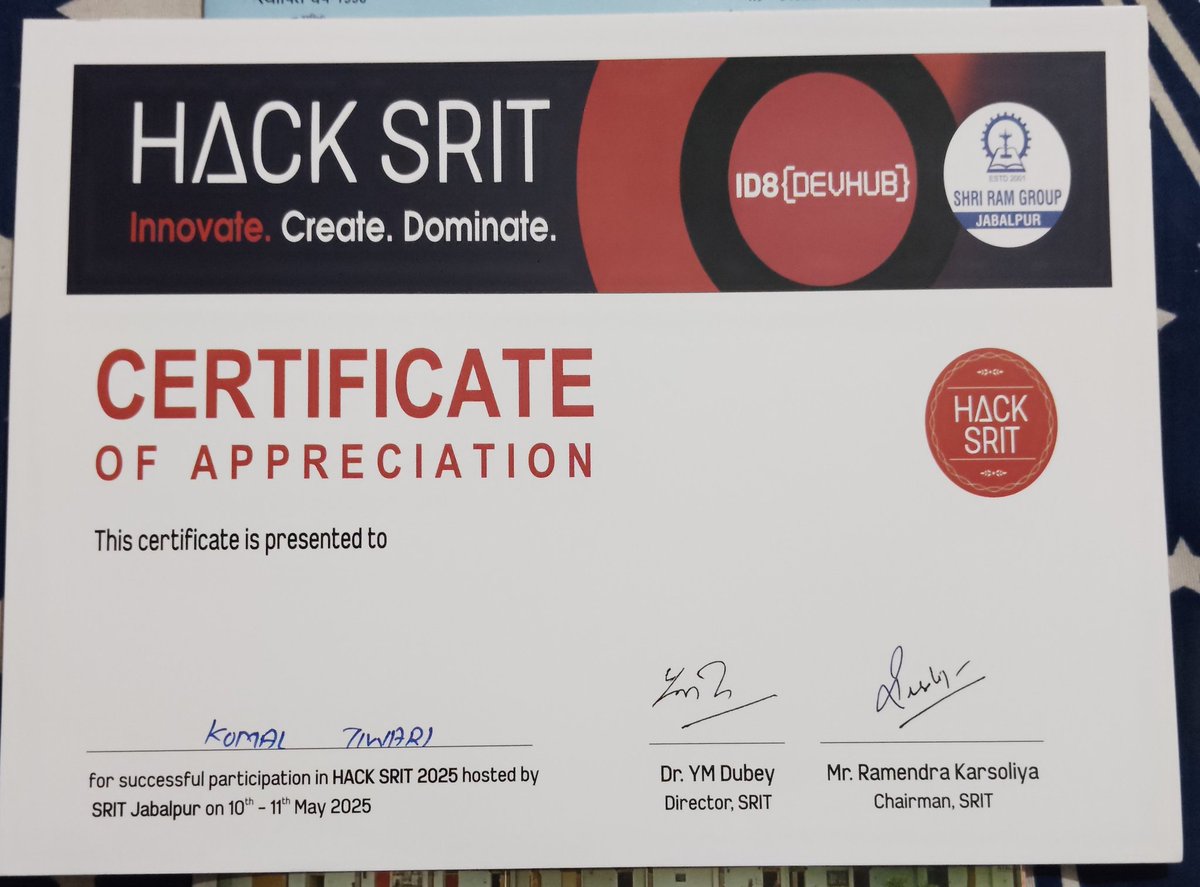 HACK SRIT
Innovate. Create. Dominate.
ID8{DEVHUB}
ESTD 2001
SHRI RAM GROUP
JABALPUR
CERTIFICATE
OF APPRECIATION
HACK
SRIT
This certificate is presented to
KOMAL TIWARI
for successful participation in HACK SRIT 2025 hosted by
SRIT Jabalpur on 10th - 11th May 2025
Dr. YM Dubey
Director, SRIT
Mr. Ramendra Karsoliya
Chairman, SRIT